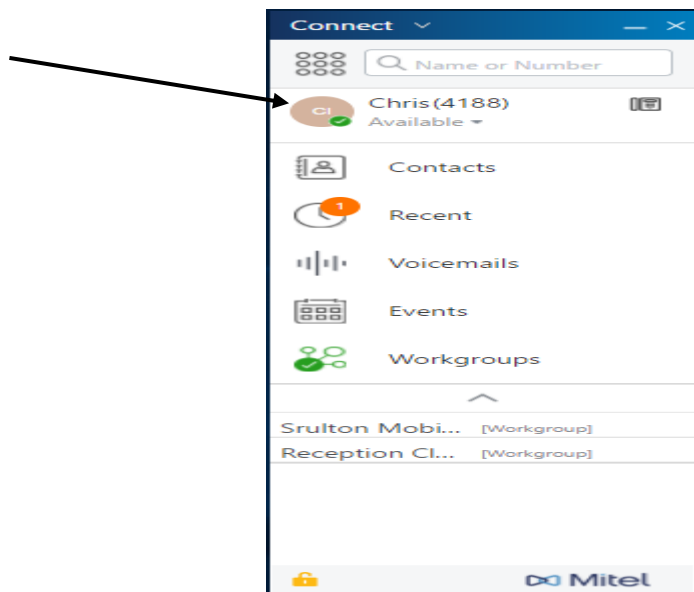 Connect
Name or Number
CI
Chris(4188)
Available
Contacts
1
Recent
Voicemails
Events
Workgroups
Srulton Mobi... [Workgroup]
Reception Cl... [Workgroup]
Mitel